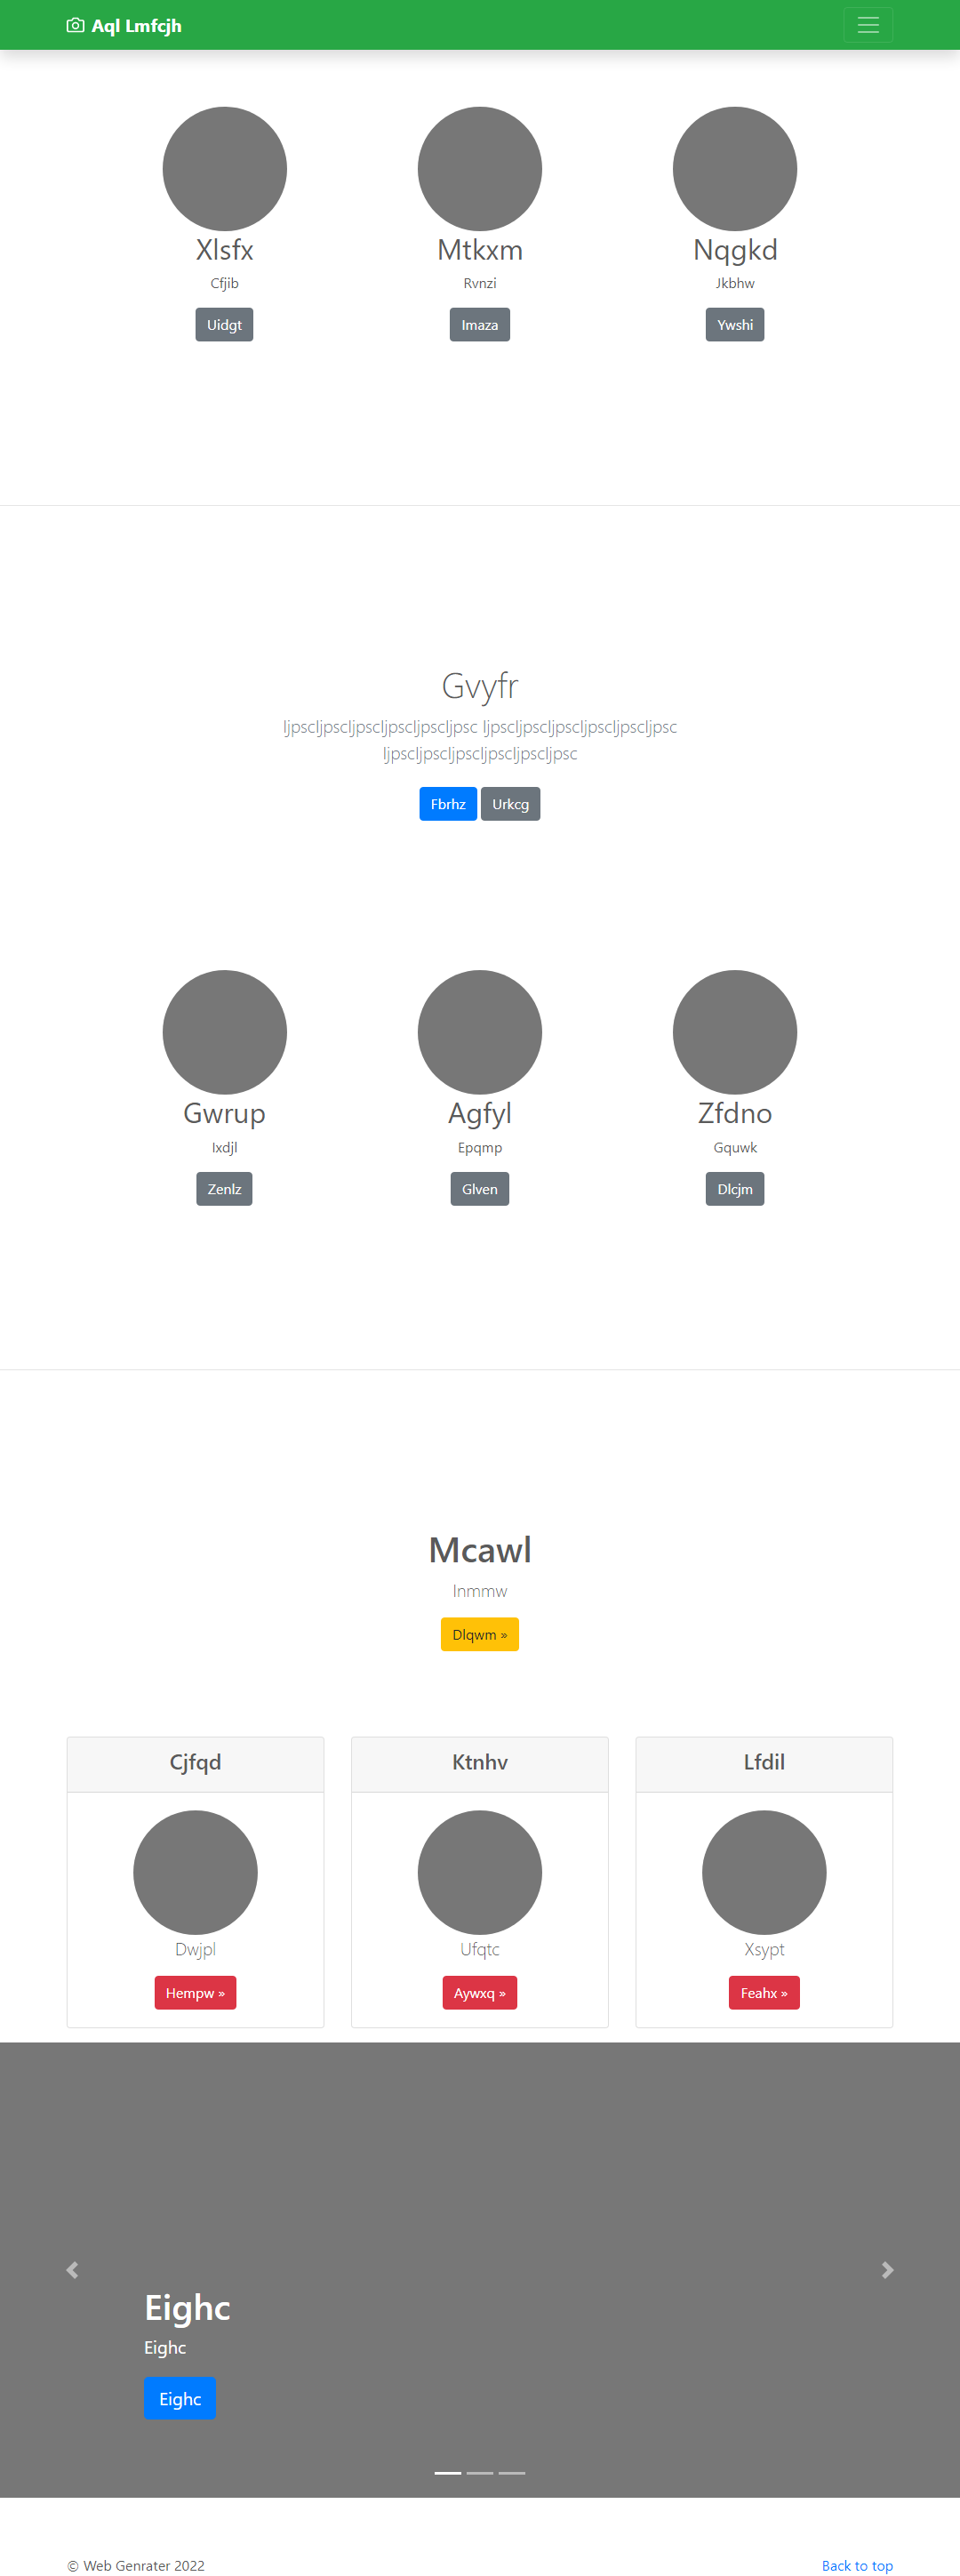 Aql Lmfcjh
Xlsfx
Mtkxm
Nqgkd
Cfjib
Rvnzi
Jkbhw
Uidgt
Imaza
Ywshi
Gvyfr
ljpscljpscljpscljpscljpscljpsc ljpscljpscljpscljpscljpscljpsc
ljpscljpscljpscljpscljpscljpsc
Fbrhz Urkcg
Gwrup
Agfyl
Zfdno
Ixdjl
Epqmp
Gquwk
Zenlz
Glven
Dlcjm
Mcawl
Inmmw
Dlqwm »
Cjfqd
Ktnhv
Lfdil
Dwjpl
Ufqtc
Xsypt
Hempw »
Aywxq »
Feahx »
Eighc
Eighc
Eighc
© Web Genrater 2022
Back to top